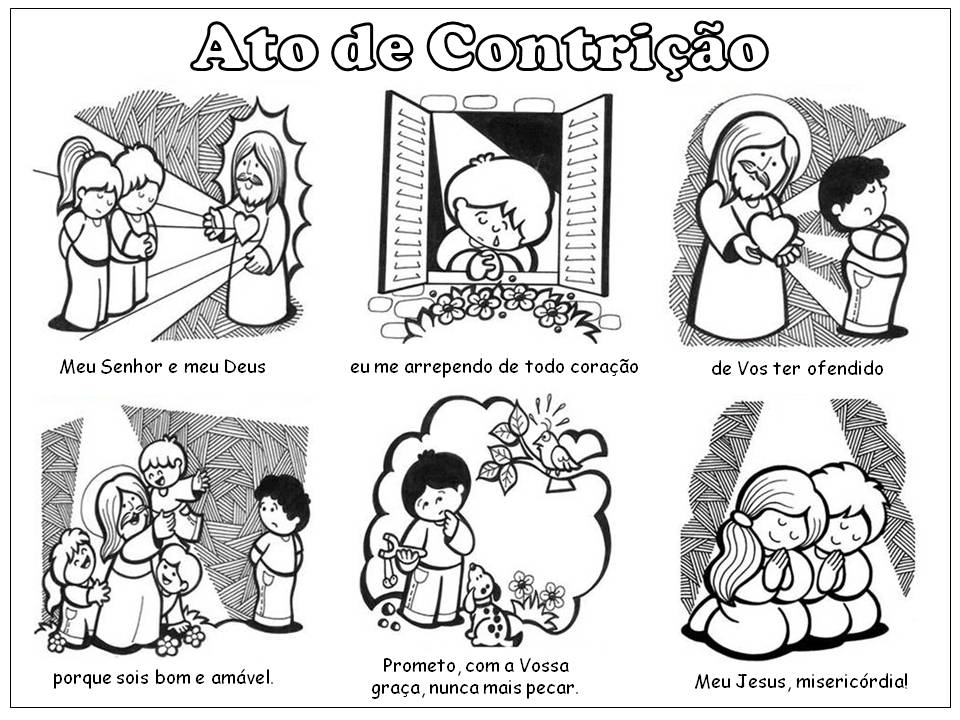 Ato de Contrição
Meu Senhor e meu Deus
eu me arrependo de todo coração
de Vos ter ofendido
porque sois bom e amável.
Prometo, com a Vossa
graça, nunca mais pecar.
Meu Jesus, misericórdia!